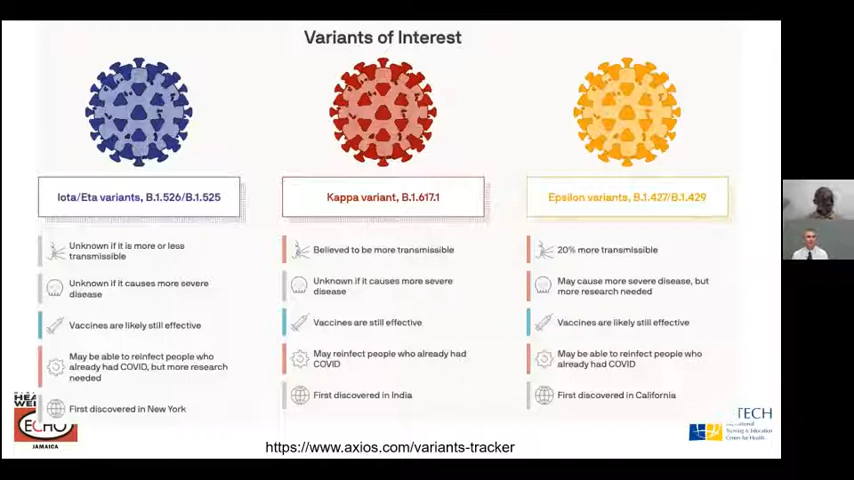 Variants of Interest
Iota/Eta variants, B.1.526/B.1.525
Unknown if it is more or less
transmissible
Unknown if it causes more severe
disease
Vaccines are likely still effective
May be able to reinfect people who
already had COVID, but more research
needed
First discovered in New York
Kappa variant, B.1.617.1
Believed to be more transmissible
Unknown if it causes more severe
disease
Vaccines are still effective
May reinfect people who already had
COVID
First discovered in India
Epsilon variants, B.1.427/B.1.429
20% more transmissible
May cause more severe disease, but
more research needed
Vaccines are likely still effective
May be able to reinfect people who
already had COVID
First discovered in California
ECHO
JAMAICA
https://www.axios.com/variants-tracker
TECH
Training & Education
Center for Health